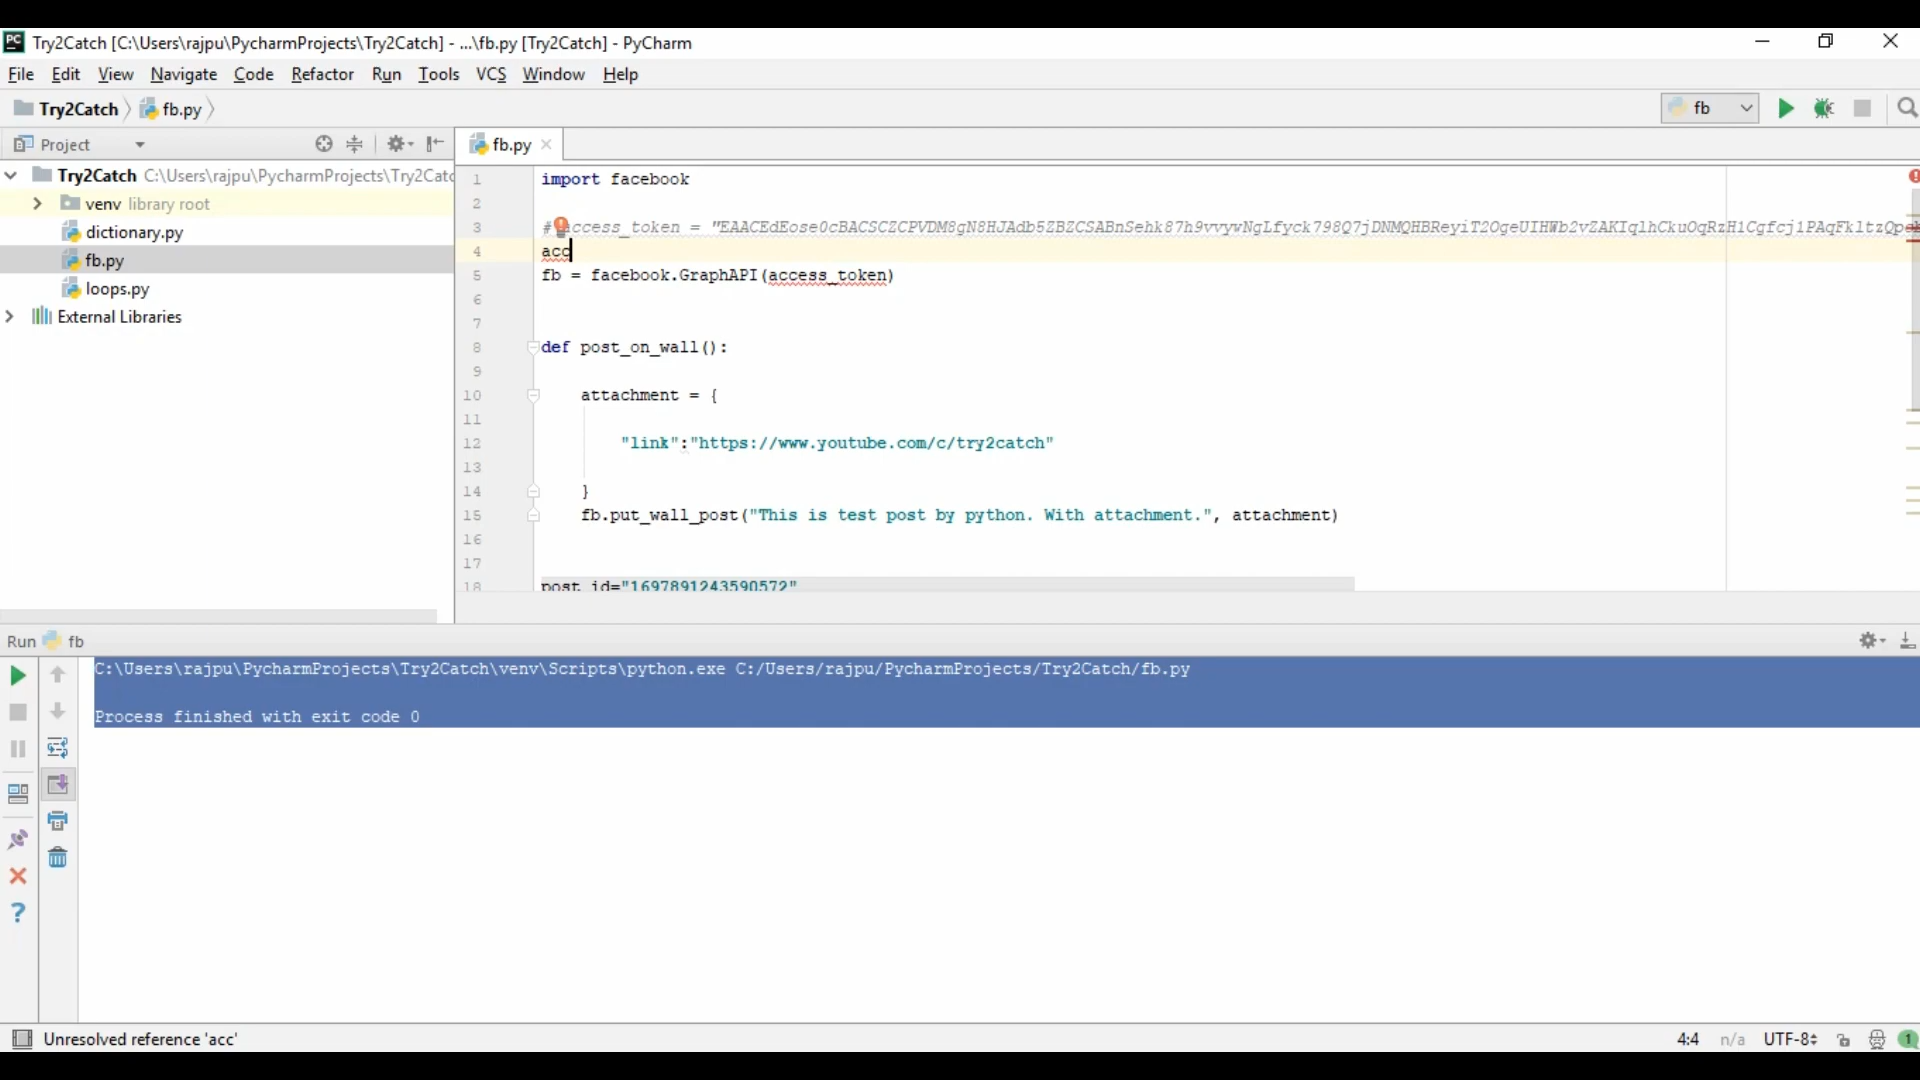 PC Try2Catch [C:\Users\rajpu\PycharmProjects\Try2Catch] - ...\fb.py [Try2Catch] - PyCharm
File Edit View Navigate Code Refactor Run Tools VCS Window Help
Try2Catch fb.py fb
Project fb.py
Try2Catch C:\Users\rajpu\PycharmProjects\Try2Catc
venv library root
dictionary.py
fb.py
loops.py
External Libraries
1 import facebook
2
3 #access_token = "EAACEdEose0cBACSCZCPVDM8gN8HJAdb5ZBZCSABnSehk87h9vvywNgLfyck798Q7jDNMQHBReyiT2OgeUIHWb2vZAKIqlhCkuOqRzH1Cgfcj1PAqFkltzQpc
4 acc
5 fb = facebook.GraphAPI(access_token)
6
7
8 def post_on_wall():
9
10 attachment = {
11
12 "link":"https://www.youtube.com/c/try2catch"
13
14 }
15 fb.put_wall_post("This is test post by python. With attachment.", attachment)
16
17
18 post_id="1697891243590572"
Run fb
C:\Users\rajpu\PycharmProjects\Try2Catch\venv\Scripts\python.exe C:/Users/rajpu/PycharmProjects/Try2Catch/fb.py
Process finished with exit code 0
Unresolved reference 'acc' 4:4 n/a UTF-8 1